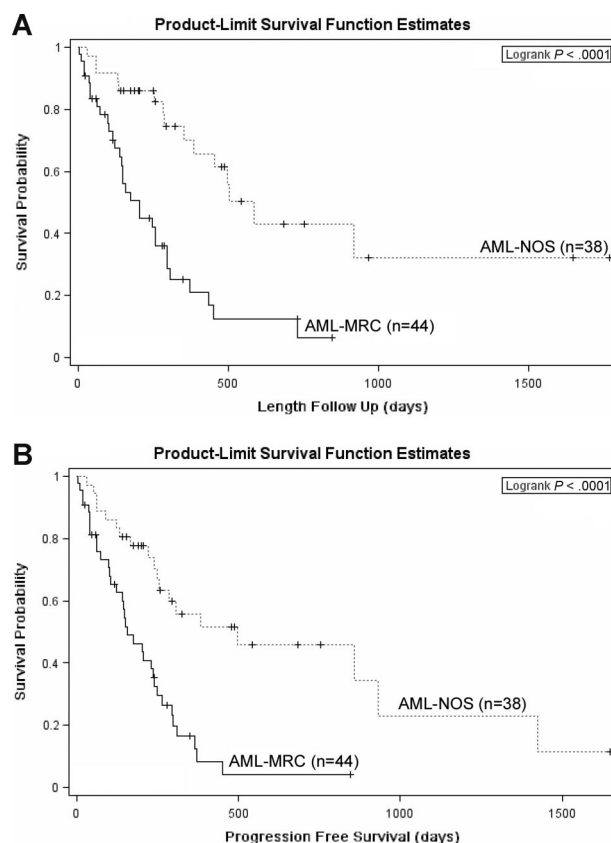 A
Product-Limit Survival Function Estimates
Logrank P < .0001
1
0.8
0.6
0.4
0.2
0
Survival Probability
AML-NOS (n=38)
AML-MRC (n=44)
0 500 1000 1500
Length Follow Up (days)
B
Product-Limit Survival Function Estimates
Logrank P < .0001
1
0.8
0.6
0.4
0.2
0
Survival Probability
AML-NOS (n=38)
AML-MRC (n=44)
0 500 1000 1500
Progression Free Survival (days)